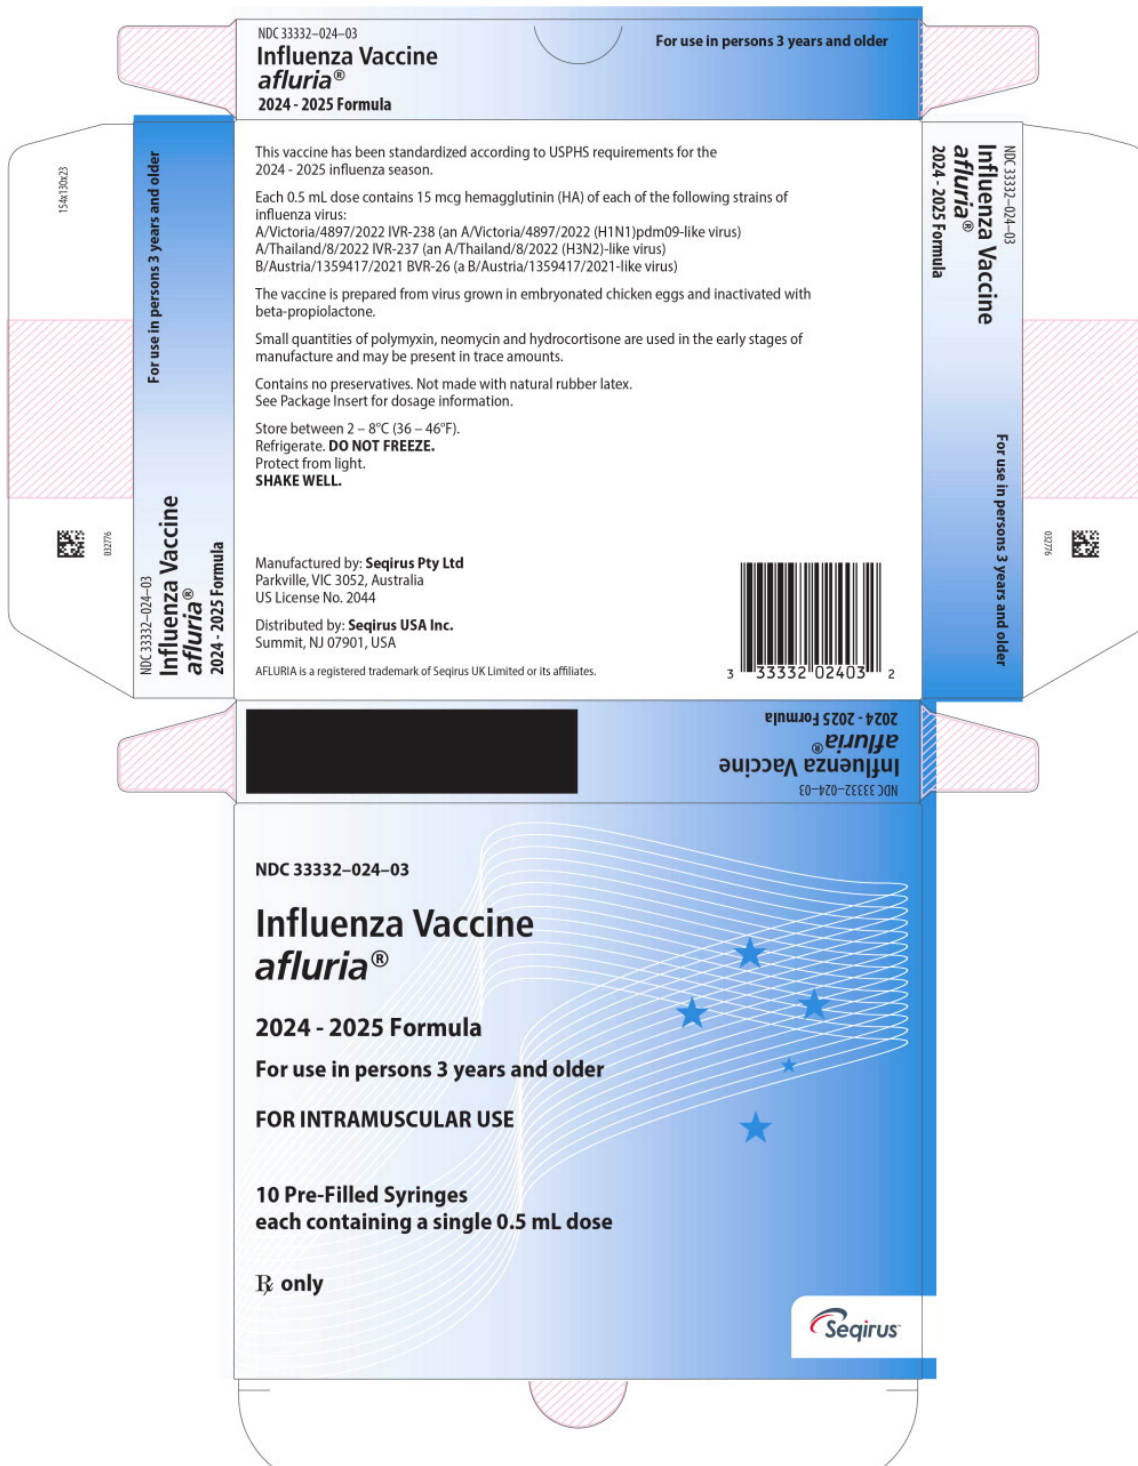 NDC 33332–024–03
Influenza Vaccine
afluria®
2024 - 2025 Formula
For use in persons 3 years and older
154x130x23
For use in persons 3 years and older
NDC 33332–024–03
Influenza Vaccine
afluria®
2024 - 2025 Formula
032776
This vaccine has been standardized according to USPHS requirements for the
2024 - 2025 influenza season.
Each 0.5 mL dose contains 15 mcg hemagglutinin (HA) of each of the following strains of
influenza virus:
A/Victoria/4897/2022 IVR-238 (an A/Victoria/4897/2022 (H1N1)pdm09-like virus)
A/Thailand/8/2022 IVR-237 (an A/Thailand/8/2022 (H3N2)-like virus)
B/Austria/1359417/2021 BVR-26 (a B/Austria/1359417/2021-like virus)
The vaccine is prepared from virus grown in embryonated chicken eggs and inactivated with
beta-propiolactone.
Small quantities of polymyxin, neomycin and hydrocortisone are used in the early stages of
manufacture and may be present in trace amounts.
Contains no preservatives. Not made with natural rubber latex.
See Package Insert for dosage information.
Store between 2 – 8°C (36 – 46°F).
Refrigerate. DO NOT FREEZE.
Protect from light.
SHAKE WELL.
Manufactured by: Seqirus Pty Ltd
Parkville, VIC 3052, Australia
US License No. 2044
Distributed by: Seqirus USA Inc.
Summit, NJ 07901, USA
AFLURIA is a registered trademark of Seqirus UK Limited or its affiliates.
3 33332 02403 2
NDC 33332–024–03
Influenza Vaccine
afluria®
2024 - 2025 Formula
For use in persons 3 years and older
032776
NDC 33332–024–03
Influenza Vaccine
afluria®
2024 - 2025 Formula
NDC 33332–024–03
Influenza Vaccine
afluria®
2024 - 2025 Formula
For use in persons 3 years and older
FOR INTRAMUSCULAR USE
10 Pre-Filled Syringes
each containing a single 0.5 mL dose
℞ only
Seqirus™